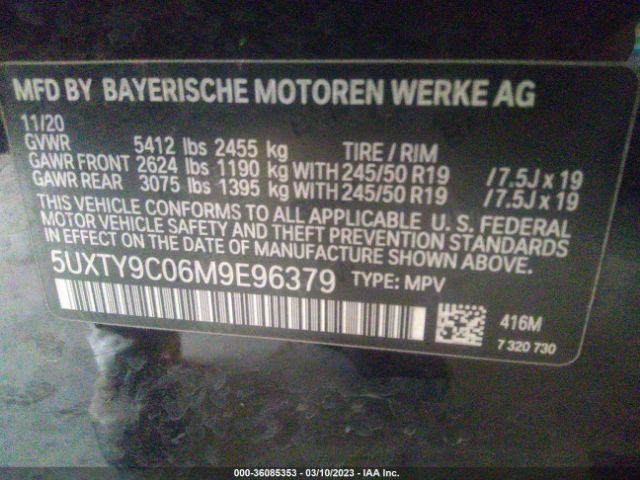 MFD BY BAYERISCHE MOTOREN WERKE AG
11/20
GVWR 5412 lbs 2455 kg TIRE / RIM
GAWR FRONT 2624 lbs 1190 kg WITH 245/50 R19 / 7.5J x 19
GAWR REAR 3075 lbs 1395 kg WITH 245/50 R19 / 7.5J x 19
THIS VEHICLE CONFORMS TO ALL APPLICABLE U. S. FEDERAL
MOTOR VEHICLE SAFETY AND THEFT PREVENTION STANDARDS IN
EFFECT ON THE DATE OF MANUFACTURE SHOWN ABOVE.
5UXTY9C06M9E96379 TYPE: MPV
416M
7 320 730
000-36085353 — 03/10/2023 — IAA Inc.